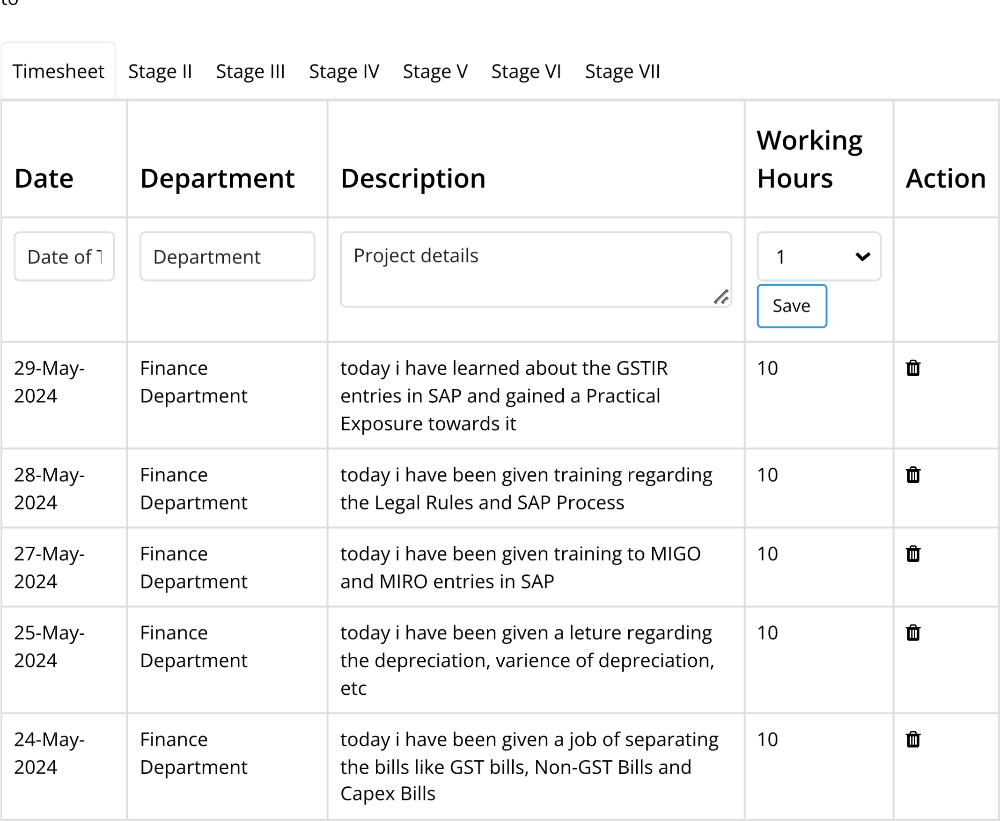 to
Timesheet Stage II Stage III Stage IV Stage V Stage VI Stage VII
Working
Date Department Description Hours Action
Date of Department Project details 1
Save
29-May- Finance today i have learned about the GSTIR 10
2024 Department entries in SAP and gained a Practical
Exposure towards it
28-May- Finance today i have been given training regarding 10
2024 Department the Legal Rules and SAP Process
27-May- Finance today i have been given training to MIGO 10
2024 Department and MIRO entries in SAP
25-May- Finance today i have been given a leture regarding 10
2024 Department the depreciation, varience of depreciation,
etc
24-May- Finance today i have been given a job of separating 10
2024 Department the bills like GST bills, Non-GST Bills and
Capex Bills